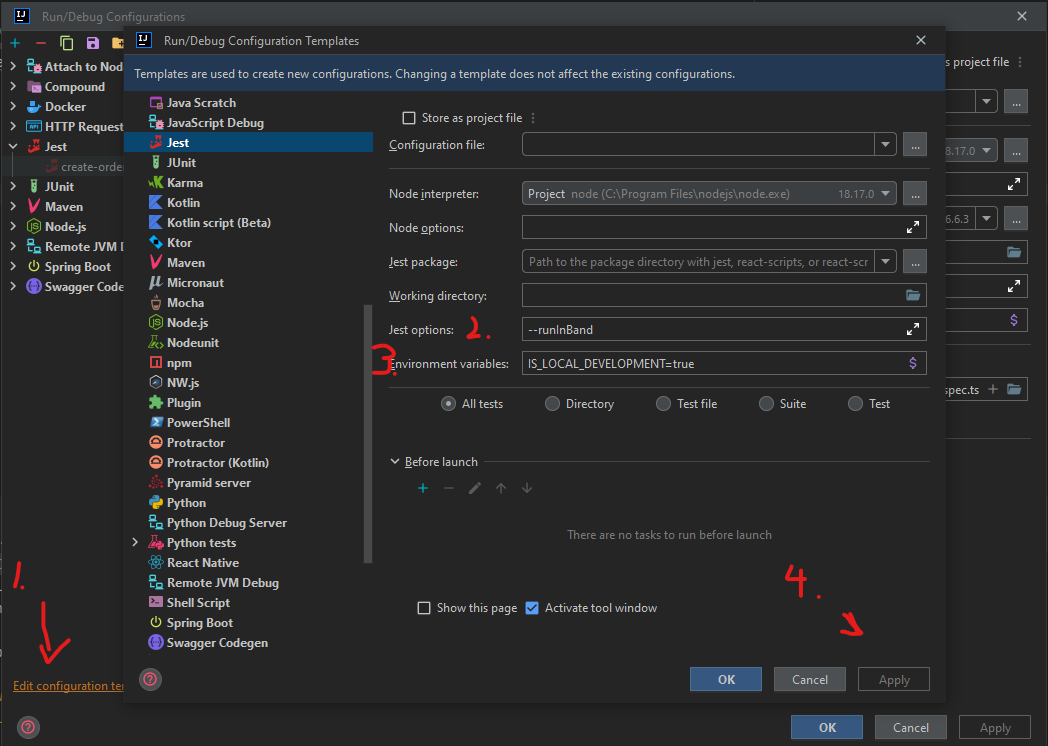 Run/Debug Configurations
Attach to Nod
Compound
Docker
HTTP Request
Jest
create-order
JUnit
Maven
Node.js
Remote JVM D
Spring Boot
Swagger Code
1.
Edit configuration ter
Run/Debug Configuration Templates
Templates are used to create new configurations. Changing a template does not affect the existing configurations.
Java Scratch
JavaScript Debug
Jest
JUnit
Karma
Kotlin
Kotlin script (Beta)
Ktor
Maven
Micronaut
Mocha
Node.js
Nodeunit
npm
NW.js
Plugin
PowerShell
Protractor
Protractor (Kotlin)
Pyramid server
Python
Python Debug Server
Python tests
React Native
Remote JVM Debug
Shell Script
Spring Boot
Swagger Codegen
Store as project file
Configuration file:
...
Node interpreter: Project node (C:\Program Files\nodejs\node.exe) 18.17.0 ...
Node options:
Jest package: Path to the package directory with jest, react-scripts, or react-scr ...
Working directory:
Jest options: 2. --runInBand
3. Environment variables: IS_LOCAL_DEVELOPMENT=true $
All tests Directory Test file Suite Test
Before launch
There are no tasks to run before launch
4.
Show this page Activate tool window
? OK Cancel Apply
s project file
...
8.17.0 ...
6.6.3 ...
$
spec.ts
? OK Cancel Apply